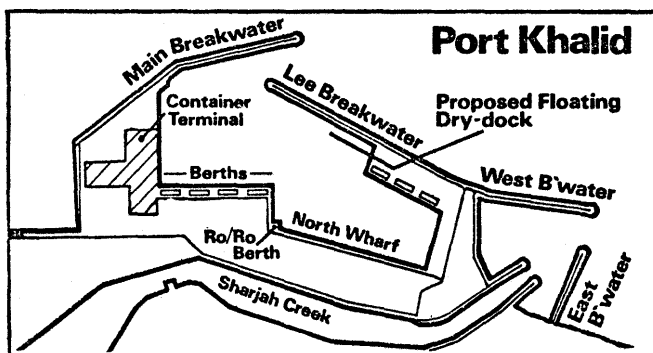 Port Khalid
Main Breakwater
Lee Breakwater
Container
Terminal
Proposed Floating
Dry-dock
Berths
West B'water
Ro/Ro
Berth
North Wharf
Sharjah Creek
East
B'water